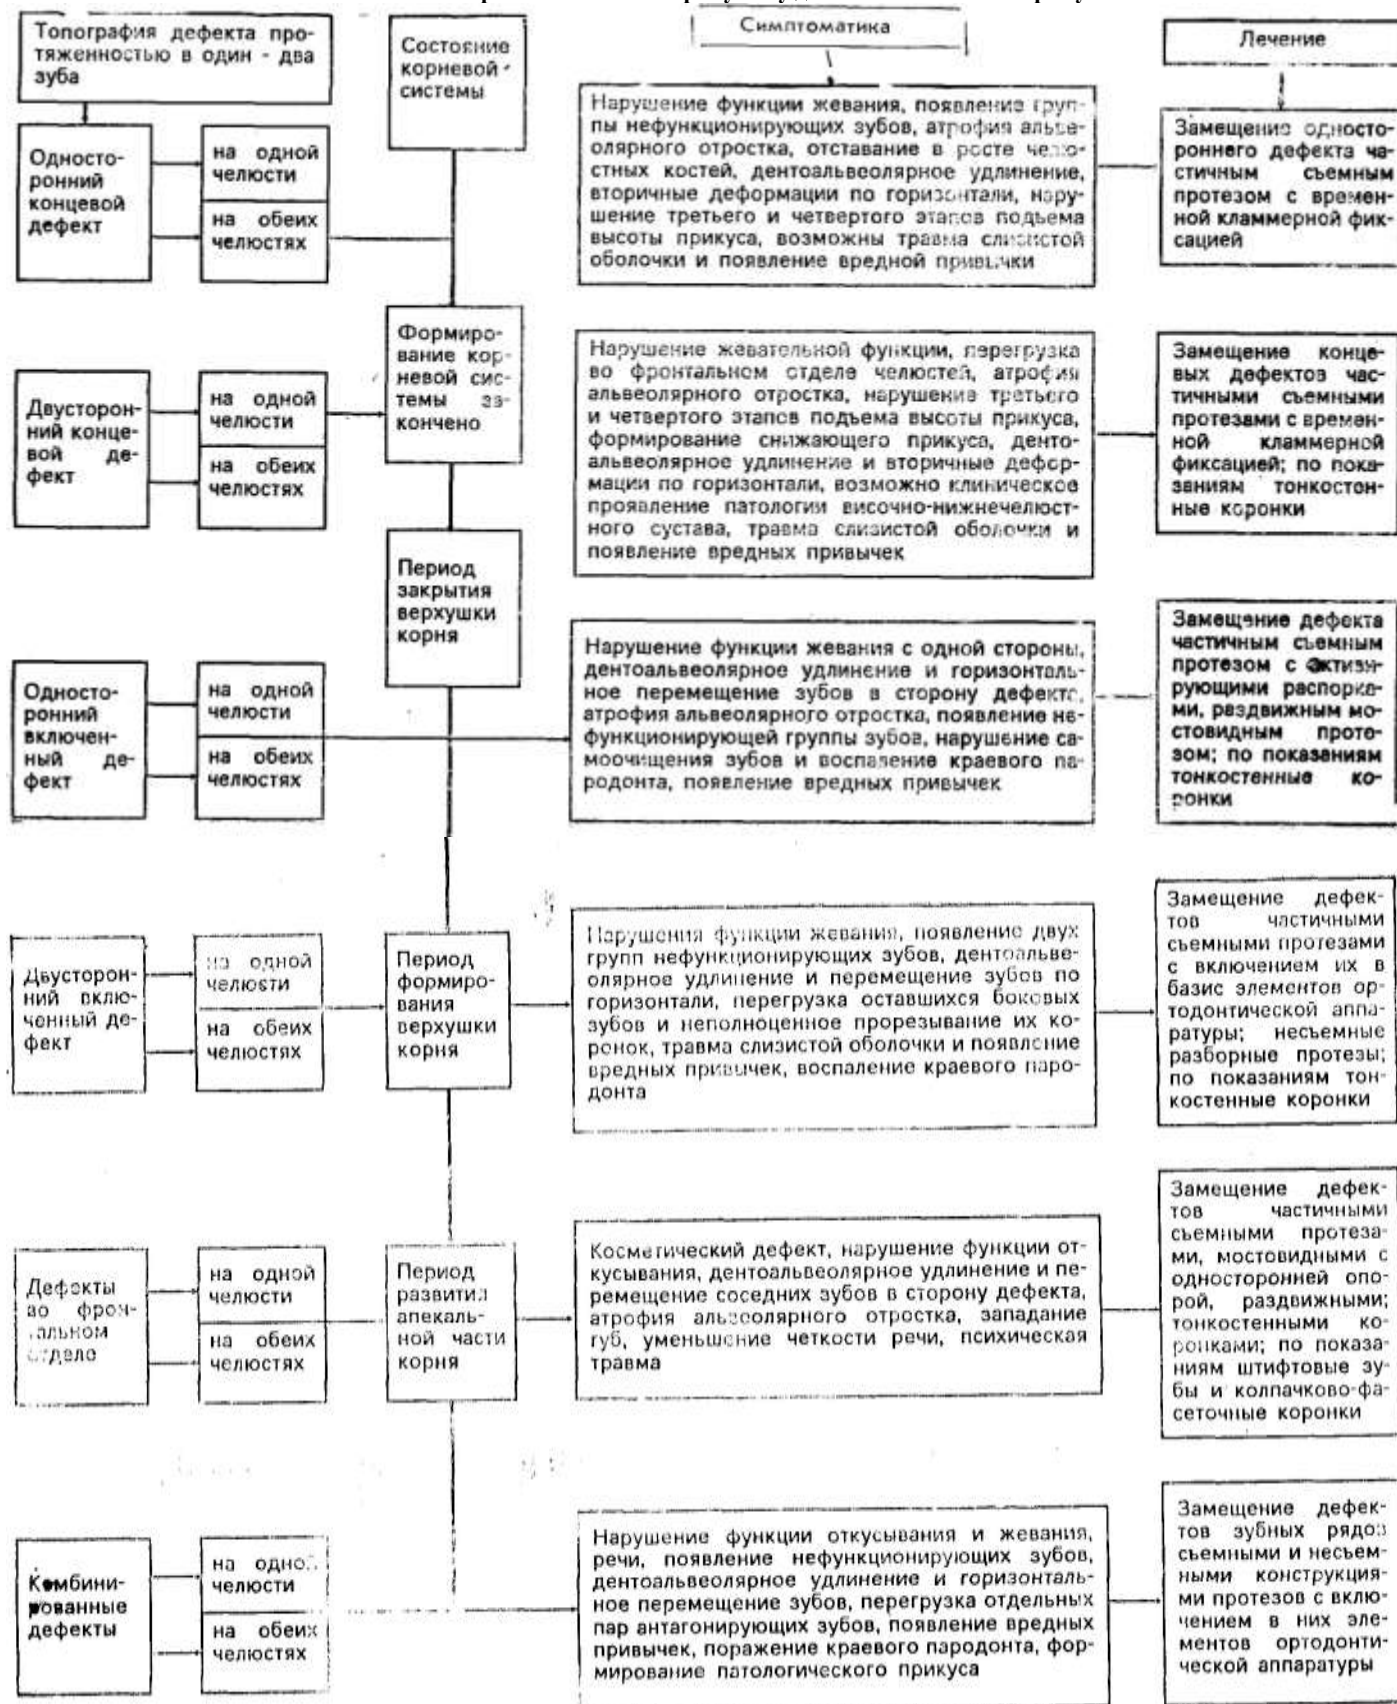 Топография дефекта про-
тяженностью в один - два
зуба
Состояние
корневой
системы
Симптоматика
Лечение
Односто-
ронний
концевой
дефект
на одной
челюсти
на обеих
челюстях
Нарушение функции жевания, появление груп-
пы нефункционирующих зубов, атрофия альве-
олярного отростка, отставание в росте челю-
стных костей, дентоальвеолярное удлинение,
вторичные деформации по горизонтали, нару-
шение третьего и четвертого этапов подъема
высоты прикуса, возможны травма слизистой
оболочки и появление вредной привычки
Замещение односто-
роннего дефекта ча-
стичным съемным
протезом с времен-
ной кламмерной фик-
сацией
Двусторон-
ний конце-
вой де-
фект
на одной
челюсти
на обеих
челюстях
Формиро-
вание кор-
невой сис-
темы за-
кончено
Нарушение жевательной функции, перегрузка
во фронтальном отделе челюстей, атрофия
альвеолярного отростка, нарушение третьего
и четвертого этапов подъема высоты прикуса,
формирование снижающего прикуса, денто-
альвеолярное удлинение и вторичные дефор-
мации по горизонтали, возможно клиническое
проявление патологии височно-нижнечелюст-
ного сустава, травма слизистой оболочки и
появление вредных привычек
Замещение конце-
вых дефектов час-
тичными съемными
протезами с времен-
ной кламмерной
фиксацией; по пока-
заниям тонкостен-
ные коронки
Период
закрытия
верхушки
корня
Односто-
ронний
включен-
ный де-
фект
на одной
челюсти
на обеих
челюстях
Нарушение функции жевания с одной стороны,
дентоальвеолярное удлинение и горизонталь-
ное перемещение зубов в сторону дефекта,
атрофия альвеолярного отростка, появление не-
функционирующей группы зубов, нарушение са-
моочищения зубов и воспаление краевого па-
родонта, появление вредных привычек
Замещение дефекта
частичным съемным
протезом с активи-
рующими распорка-
ми, раздвижным мо-
стовидным проте-
зом; по показаниям
тонкостенные ко-
ронки
Двусторон-
ний вклю-
ченный де-
фект
на одной
челюсти
на обеих
челюстях
Период
формиро-
вания
верхушки
корня
Нарушения функции жевания, появление двух
групп нефункционирующих зубов, дентоальве-
олярное удлинение и перемещение зубов по
горизонтали, перегрузка оставшихся боковых
зубов и неполноценное прорезывание их ко-
ронок, травма слизистой оболочки и появление
вредных привычек, воспаление краевого паро-
донта
Замещение дефек-
тов частичными
съемными протезами
с включением их в
базис элементов ор-
тодонтической аппа-
ратуры; несъемные
разборные протезы;
по показаниям тон-
костенные коронки
Дефекты
во фрон-
тальном
отделе
на одной
челюсти
на обеих
челюстях
Период
развития
апекаль-
ной части
корня
Косметический дефект, нарушение функции от-
кусывания, дентоальвеолярное удлинение и пе-
ремещение соседних зубов в сторону дефекта,
атрофия альвеолярного отростка, западание
губ, уменьшение четкости речи, психическая
травма
Замещение дефек-
тов частичными
съемными протеза-
ми, мостовидными с
односторонней опо-
рой, раздвижными;
тонкостенными ко-
ронками; по показа-
ниям штифтовые зу-
бы и колпачково-фа-
сеточные коронки
Комбини-
рованные
дефекты
на одной
челюсти
на обеих
челюстях
Нарушение функции откусывания и жевания,
речи, появление нефункционирующих зубов,
дентоальвеолярное удлинение и горизонталь-
ное перемещение зубов, перегрузка отдельных
пар антагонирующих зубов, появление вредных
привычек, поражение краевого пародонта, фор-
мирование патологического прикуса
Замещение дефек-
тов зубных рядов
съемными и несъем-
ными конструкция-
ми протезов с вклю-
чением в них эле-
ментов ортодонти-
ческой аппаратуры